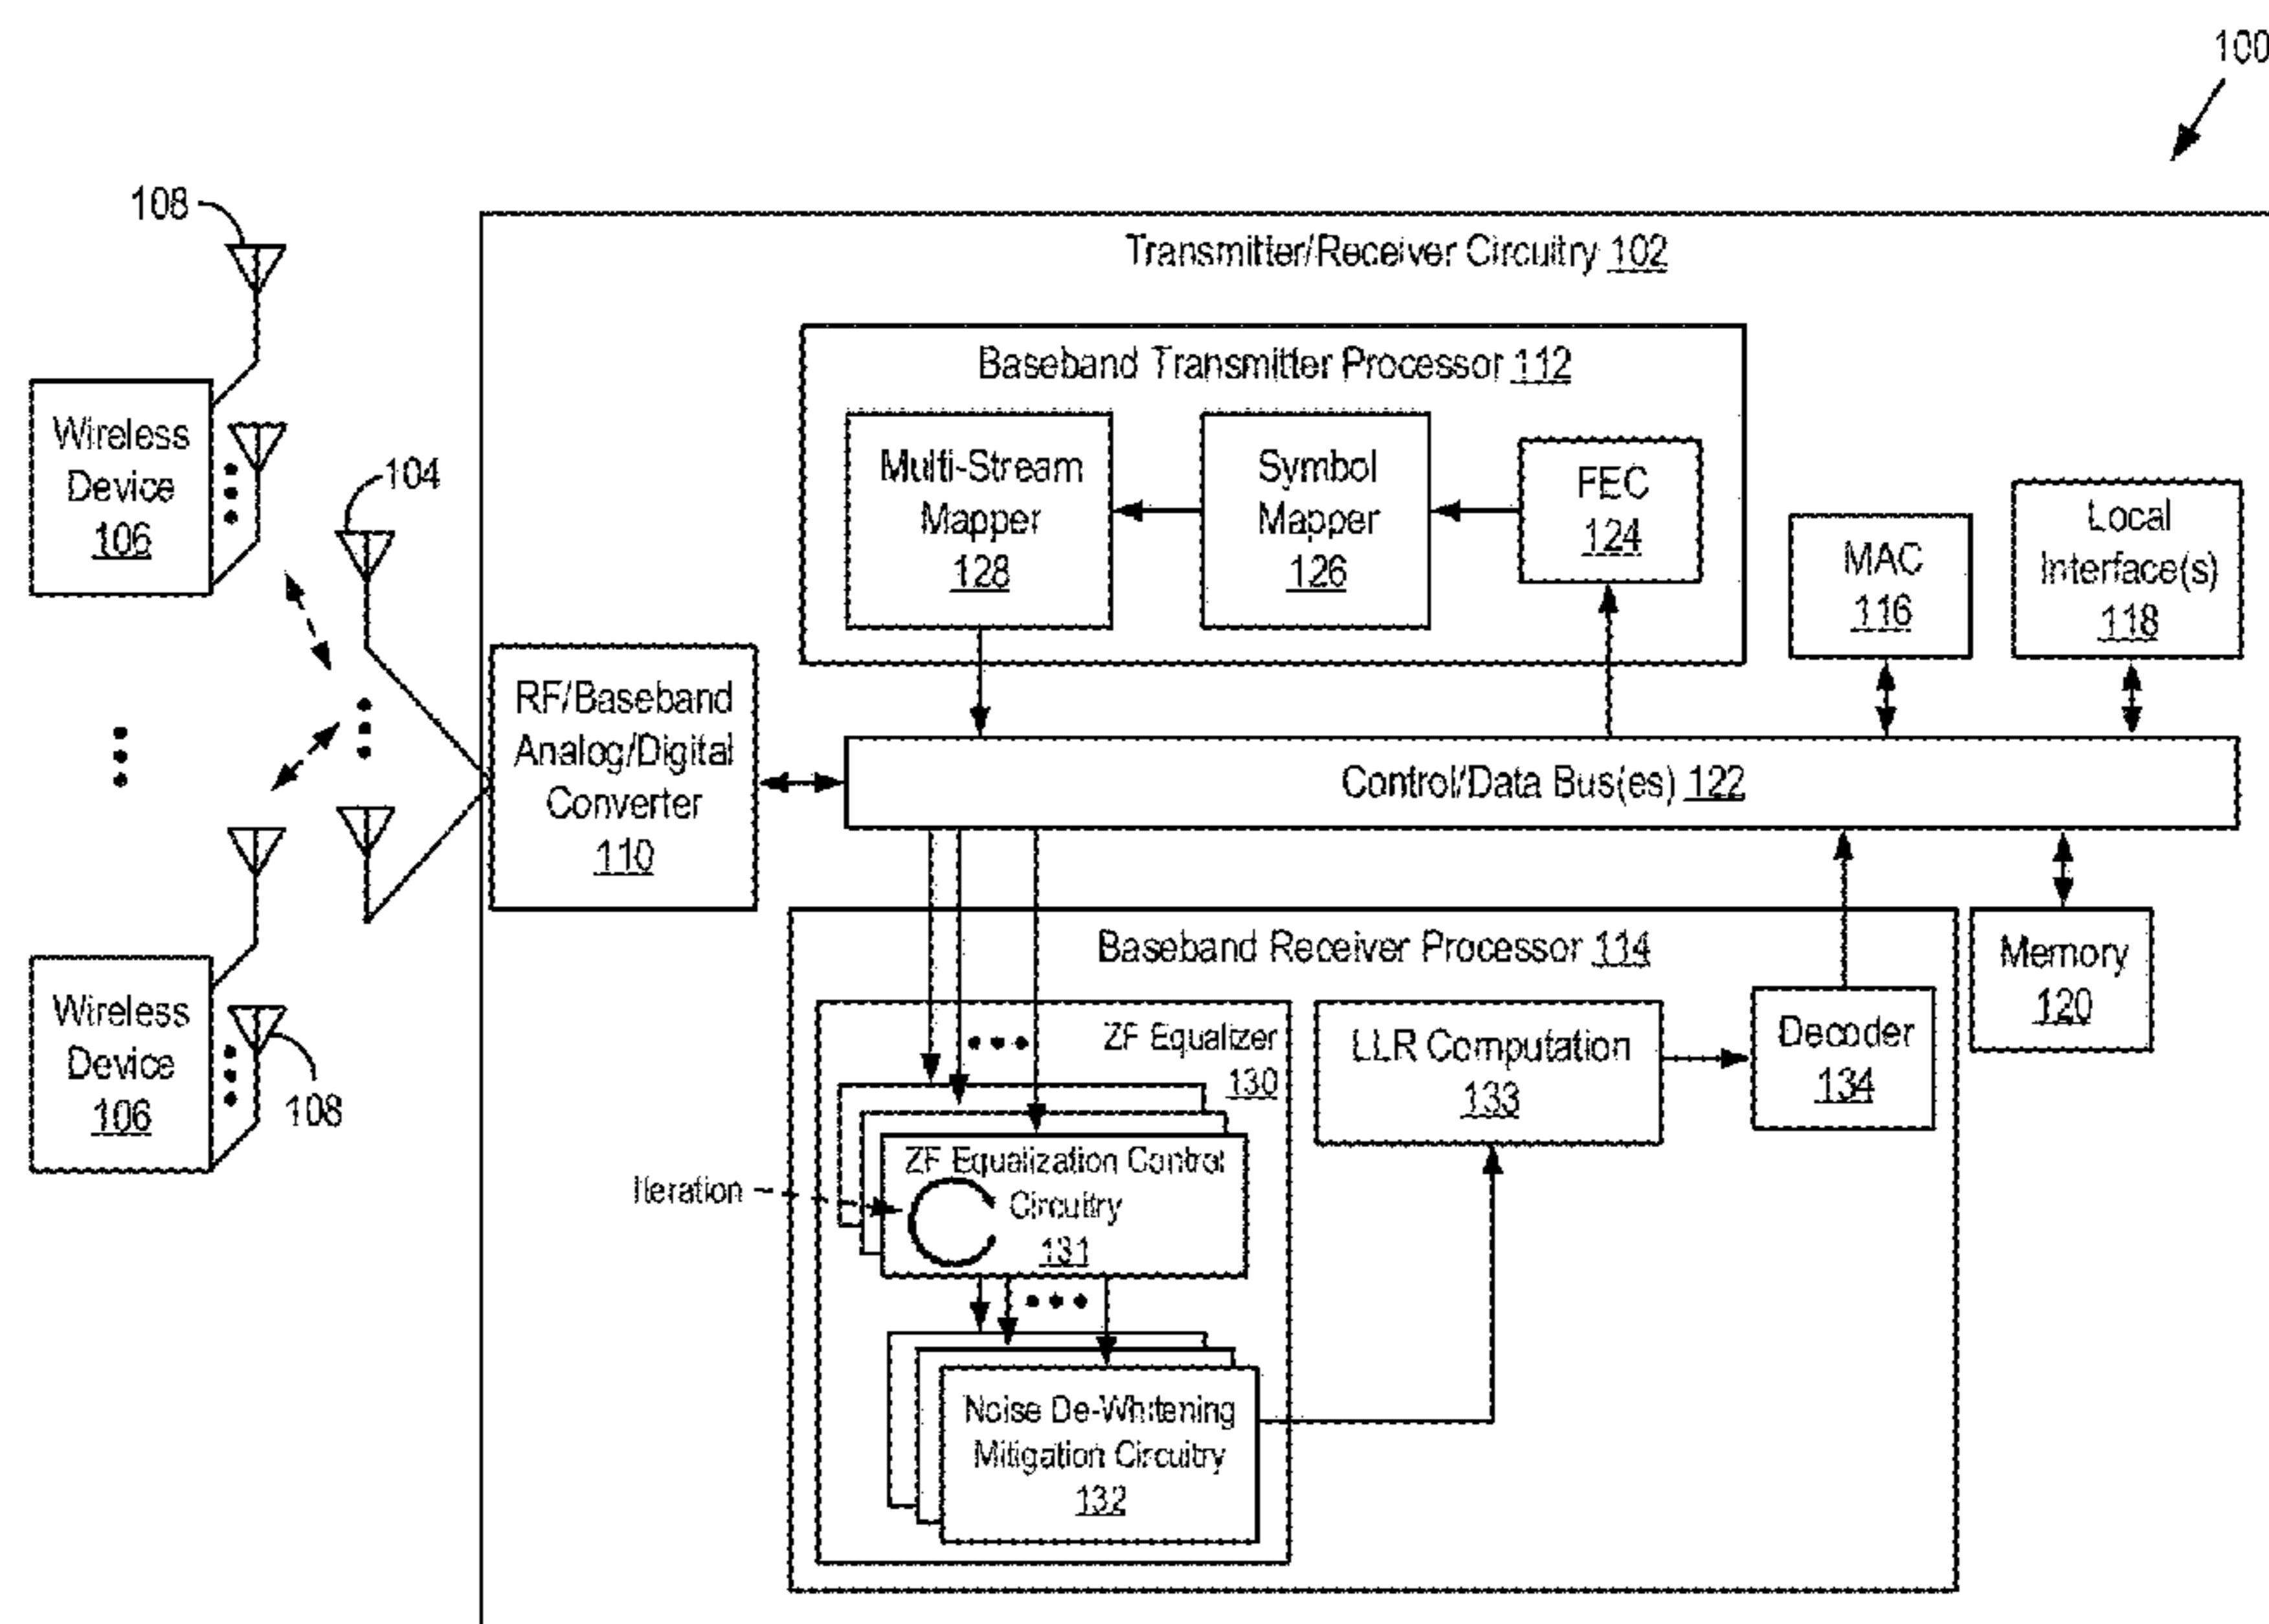 100
108
Transmitter/Receiver Circuitry 102
Baseband Transmitter Processor 112
Wireless
Device
106
104
Multi-Stream
Mapper
128
Symbol
Mapper
126
FEC
124
MAC
116
Local
Interface(s)
118
RF/Baseband
Analog/Digital
Converter
110
Control/Data Bus(es) 122
Baseband Receiver Processor 114
Memory
120
Wireless
Device
106
108
ZF Equalizer
130
LLR Computation
133
Decoder
134
Iteration
ZF Equalization Control
Circuitry
131
Noise De-Whitening
Mitigation Circuitry
132